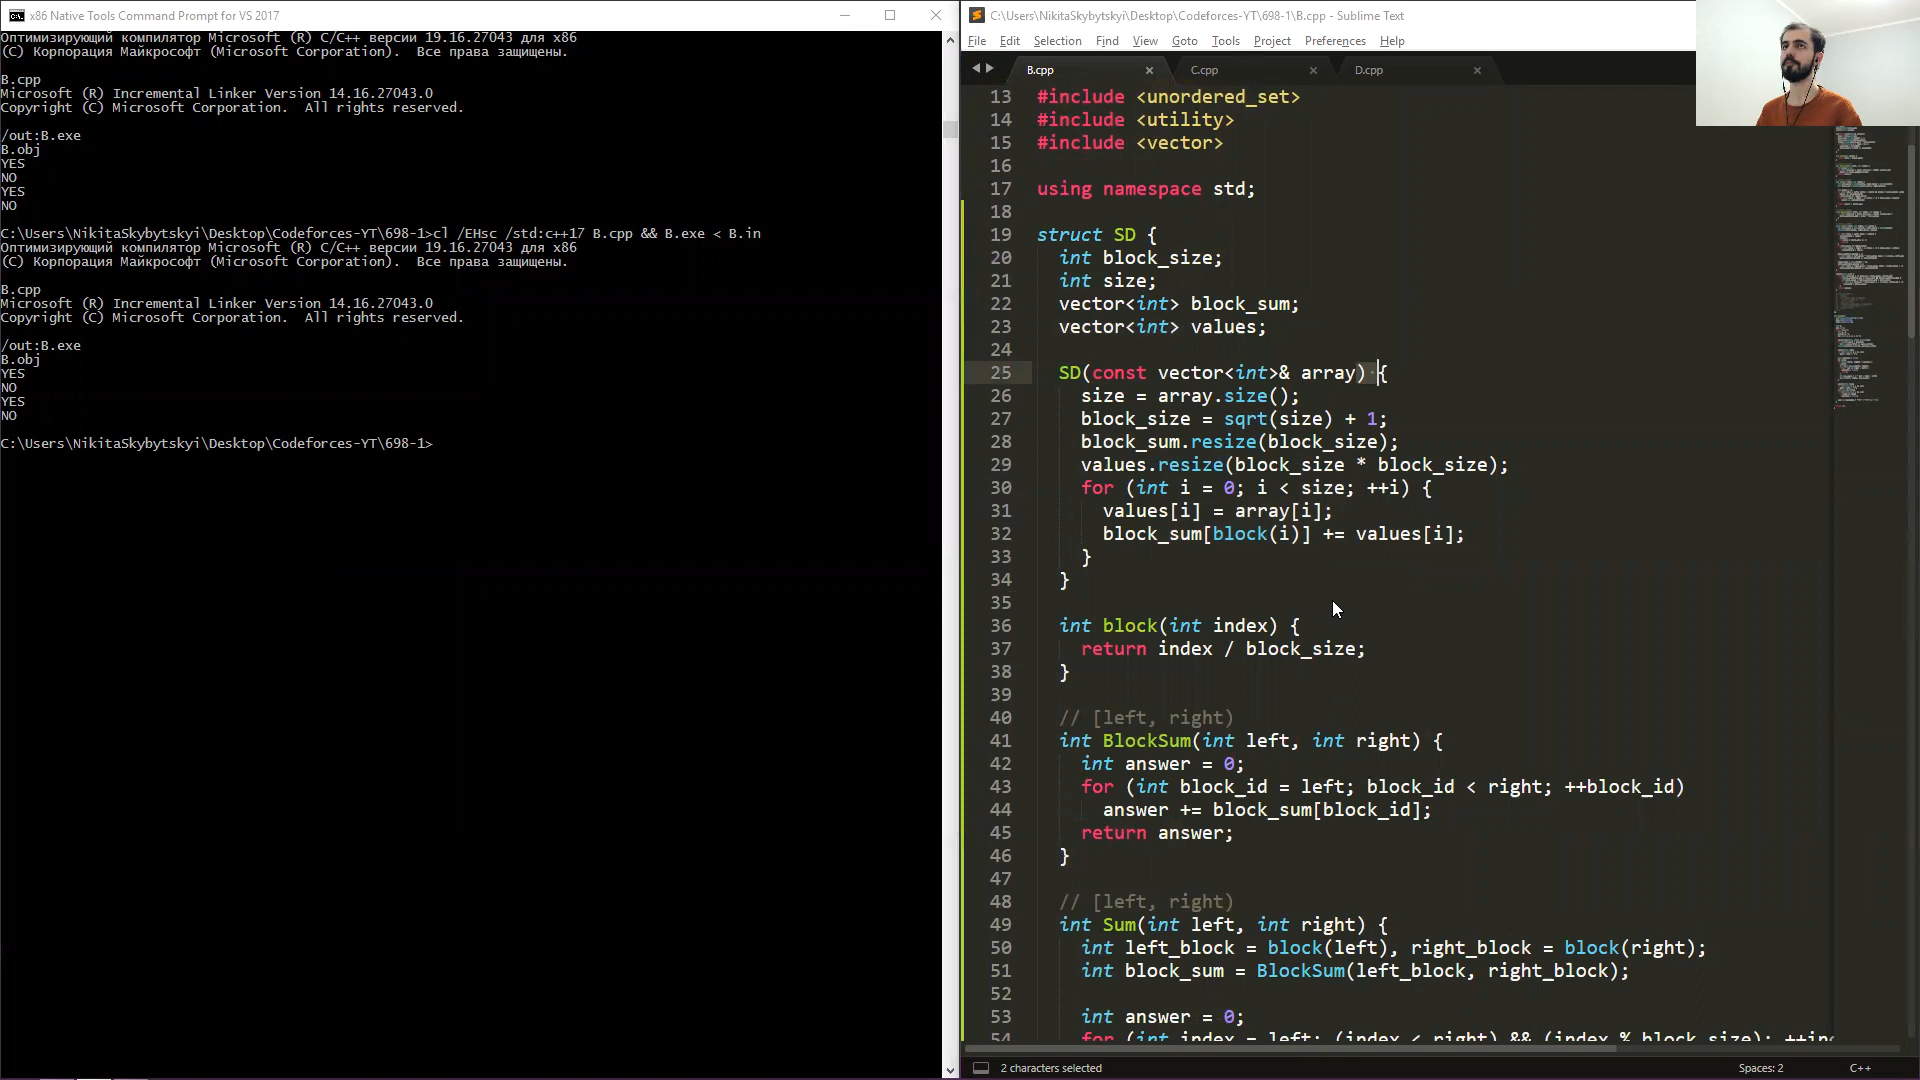 x86 Native Tools Command Prompt for VS 2017
Оптимизирующий компилятор Microsoft (R) C/C++ версии 19.16.27043 для x86
(C) Корпорация Майкрософт (Microsoft Corporation).  Все права защищены.
B.cpp
Microsoft (R) Incremental Linker Version 14.16.27043.0
Copyright (C) Microsoft Corporation.  All rights reserved.
/out:B.exe
B.obj
YES
NO
YES
NO
C:\Users\NikitaSkybytskyi\Desktop\Codeforces-YT\698-1>cl /EHsc /std:c++17 B.cpp && B.exe < B.in
Оптимизирующий компилятор Microsoft (R) C/C++ версии 19.16.27043 для x86
(C) Корпорация Майкрософт (Microsoft Corporation).  Все права защищены.
B.cpp
Microsoft (R) Incremental Linker Version 14.16.27043.0
Copyright (C) Microsoft Corporation.  All rights reserved.
/out:B.exe
B.obj
YES
NO
YES
NO
C:\Users\NikitaSkybytskyi\Desktop\Codeforces-YT\698-1>
C:\Users\NikitaSkybytskyi\Desktop\Codeforces-YT\698-1\B.cpp - Sublime Text
File Edit Selection Find View Goto Tools Project Preferences Help
B.cpp C.cpp D.cpp
13 #include <unordered_set>
14 #include <utility>
15 #include <vector>
16
17 using namespace std;
18
19 struct SD {
20   int block_size;
21   int size;
22   vector<int> block_sum;
23   vector<int> values;
24
25   SD(const vector<int>& array) {
26     size = array.size();
27     block_size = sqrt(size) + 1;
28     block_sum.resize(block_size);
29     values.resize(block_size * block_size);
30     for (int i = 0; i < size; ++i) {
31       values[i] = array[i];
32       block_sum[block(i)] += values[i];
33     }
34   }
35
36   int block(int index) {
37     return index / block_size;
38   }
39
40   // [left, right)
41   int BlockSum(int left, int right) {
42     int answer = 0;
43     for (int block_id = left; block_id < right; ++block_id)
44       answer += block_sum[block_id];
45     return answer;
46   }
47
48   // [left, right)
49   int Sum(int left, int right) {
50     int left_block = block(left), right_block = block(right);
51     int block_sum = BlockSum(left_block, right_block);
52
53     int answer = 0;
54     for (int index = left; (index < right) && (index % block_size); ++in
2 characters selected
Spaces: 2
C++